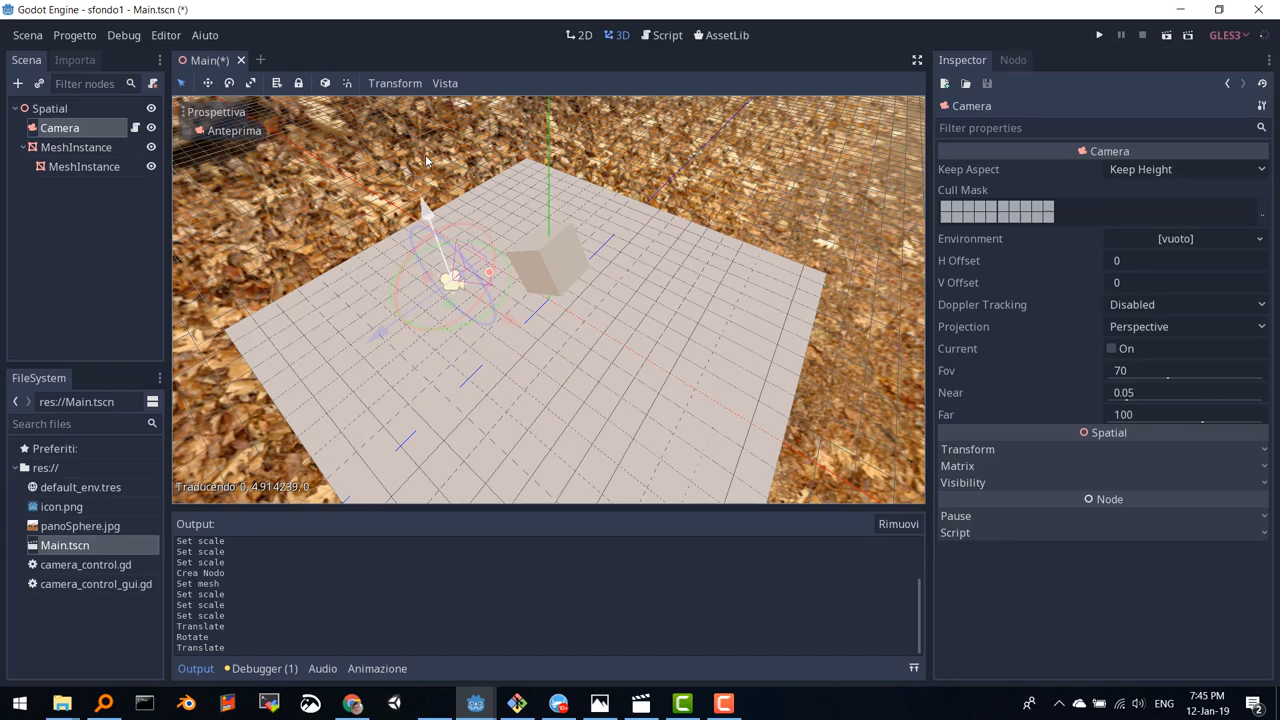 Godot Engine - sfondo1 - Main.tscn (*)
Scena Progetto Debug Editor Aiuto
2D 3D Script AssetLib
GLES3
Scena Importa
Main(*)
Inspector Nodo
Filter nodes
Transform Vista
Spatial
Camera
MeshInstance
MeshInstance
Prospettiva
Anteprima
Traducendo: 0, 4.914239, 0
Camera
Filter properties
Camera
Keep Aspect Keep Height
Cull Mask
..
Environment [vuoto]
H Offset 0
V Offset 0
Doppler Tracking Disabled
Projection Perspective
Current On
Fov 70
Near 0.05
Far 100
Spatial
Transform
Matrix
Visibility
Node
Pause
Script
FileSystem
res://Main.tscn
Search files
Preferiti:
res://
default_env.tres
icon.png
panoSphere.jpg
Main.tscn
camera_control.gd
camera_control_gui.gd
Output: Rimuovi
Set scale
Set scale
Set scale
Crea Nodo
Set mesh
Set scale
Set scale
Set scale
Translate
Rotate
Translate
Output Debugger (1) Audio Animazione
10+
ENG
7:45 PM
12-Jan-19
2